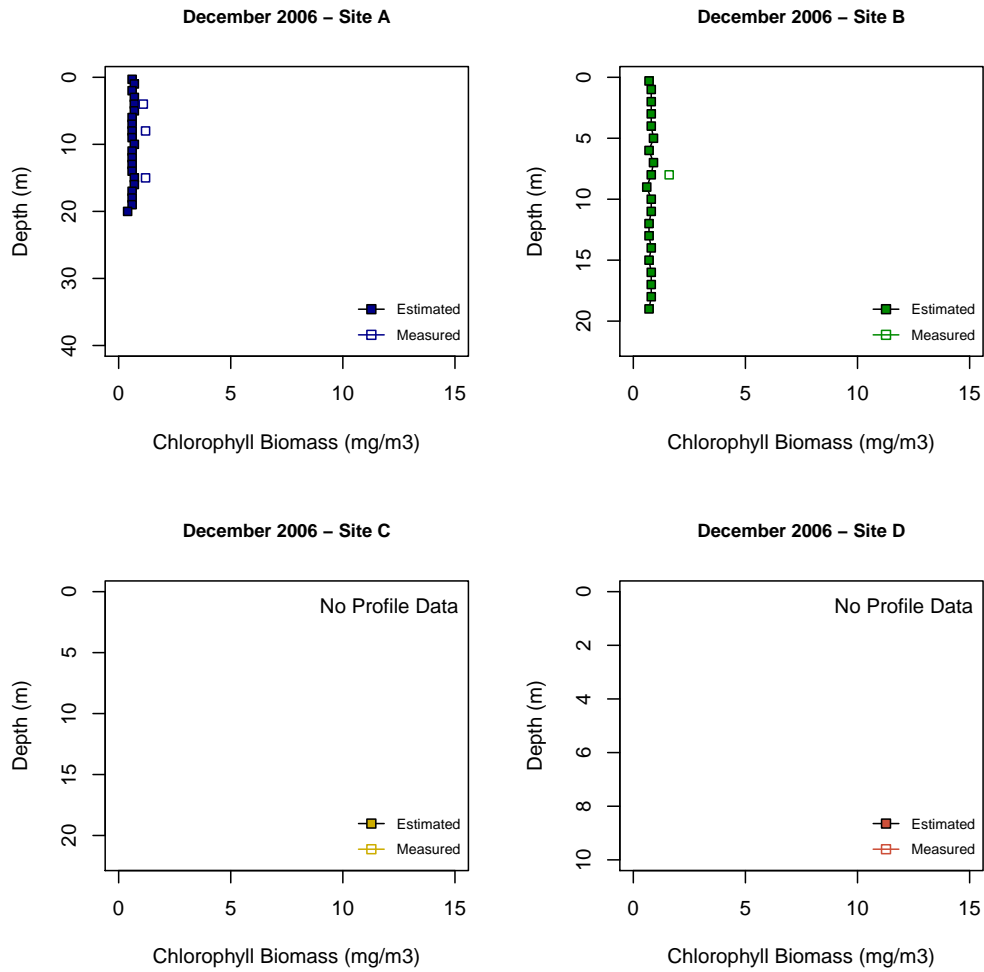 December 2006 – Site A
0
10
20
30
40
Depth (m)
Estimated
Measured
0 5 10 15
Chlorophyll Biomass (mg/m3)
December 2006 – Site B
0
5
10
15
20
Depth (m)
Estimated
Measured
0 5 10 15
Chlorophyll Biomass (mg/m3)
December 2006 – Site C
No Profile Data
0
5
10
15
20
Depth (m)
Estimated
Measured
0 5 10 15
Chlorophyll Biomass (mg/m3)
December 2006 – Site D
No Profile Data
0
2
4
6
8
10
Depth (m)
Estimated
Measured
0 5 10 15
Chlorophyll Biomass (mg/m3)